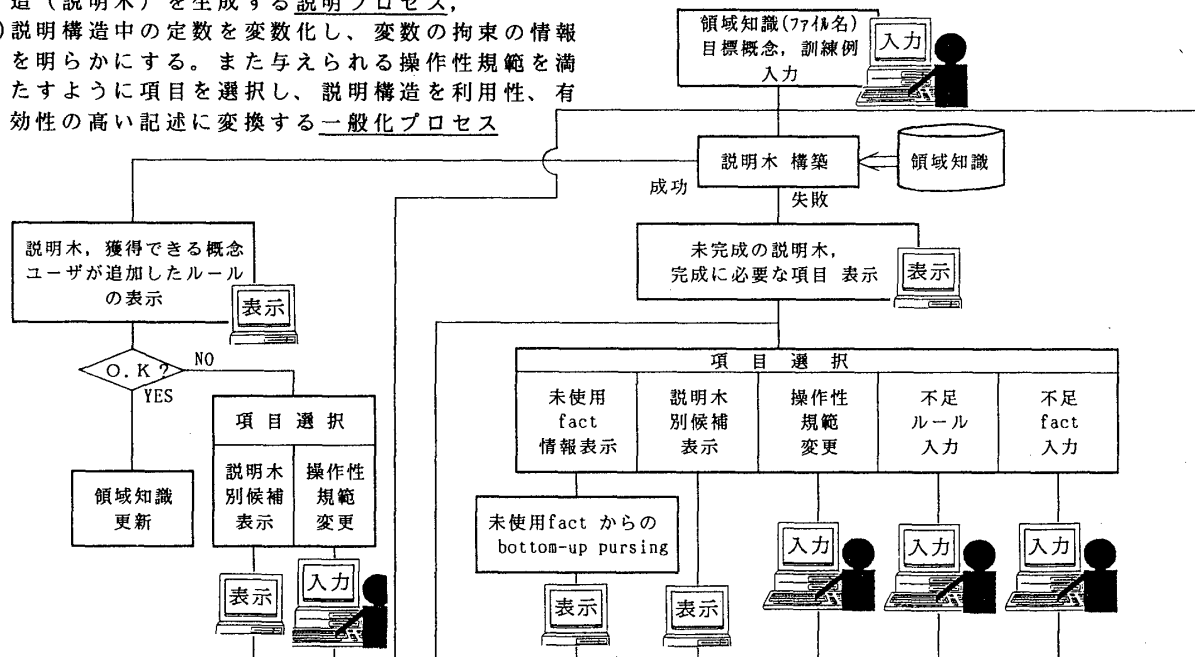 造（説明木）を生成する説明プロセス，
)説明構造中の定数を変数化し、変数の拘束の情報
を明らかにする。また与えられる操作性規範を満
たすように項目を選択し、説明構造を利用性、有
効性の高い記述に変換する一般化プロセス
領域知識(ファイル名)
目標概念，訓練例
入力
入力
説明木 構築
領域知識
成功
失敗
説明木，獲得できる概念
ユーザが追加したルール
の表示
表示
未完成の説明木，
完成に必要な項目 表示
表示
O.K?
NO
YES
項目選択
説明木
別候補
表示
操作性
規範
変更
領域知識
更新
表示
入力
項目選択
未使用
fact
情報表示
説明木
別候補
表示
操作性
規範
変更
不足
ルール
入力
不足
fact
入力
未使用fact からの
bottom-up pursing
表示
表示
入力
入力
入力